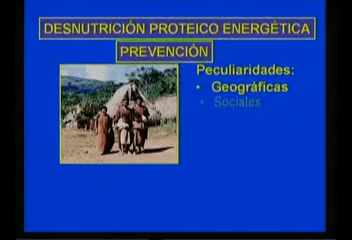 DESNUTRICIÓN PROTEICO ENERGÉTICA
PREVENCIÓN
Peculiaridades:
• Geográficas
• Sociales